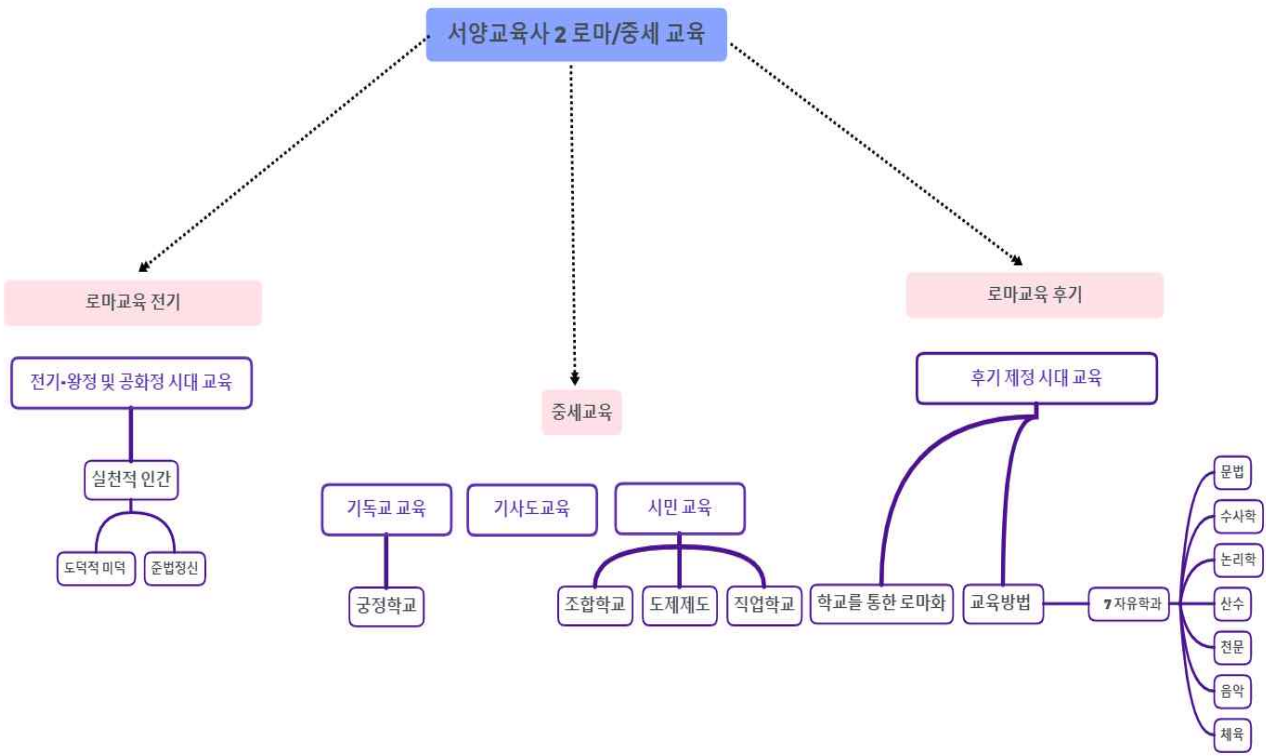 서양교육사 2 로마/중세 교육
로마교육 전기
전기•왕정 및 공화정 시대 교육
실천적 인간
도덕적 미덕
준법정신
중세교육
기독교 교육
궁정학교
기사도교육
시민 교육
조합학교
도제제도
직업학교
로마교육 후기
후기 제정 시대 교육
학교를 통한 로마화
교육방법
7 자유학과
문법
수사학
논리학
산수
천문
음악
체육